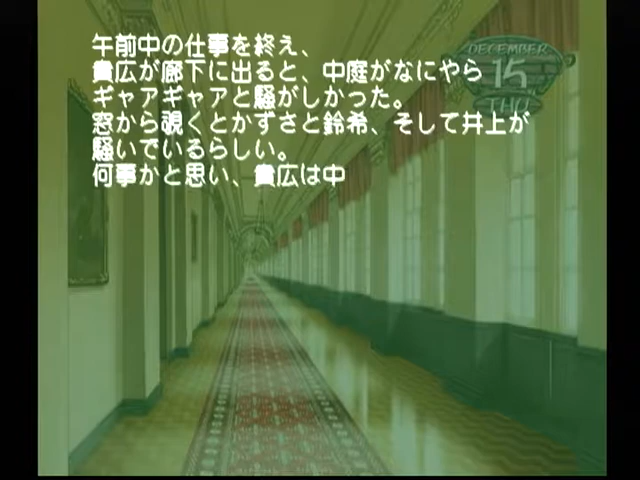 午前中の仕事を終え、
貴広が廊下に出ると、中庭がなにやら
ギャアギャアと騒がしかった。
窓から覗くとかずさと鈴希、そして井上が
騒いでいるらしい。
何事かと思い、貴広は中
DECEMBER
15
THU